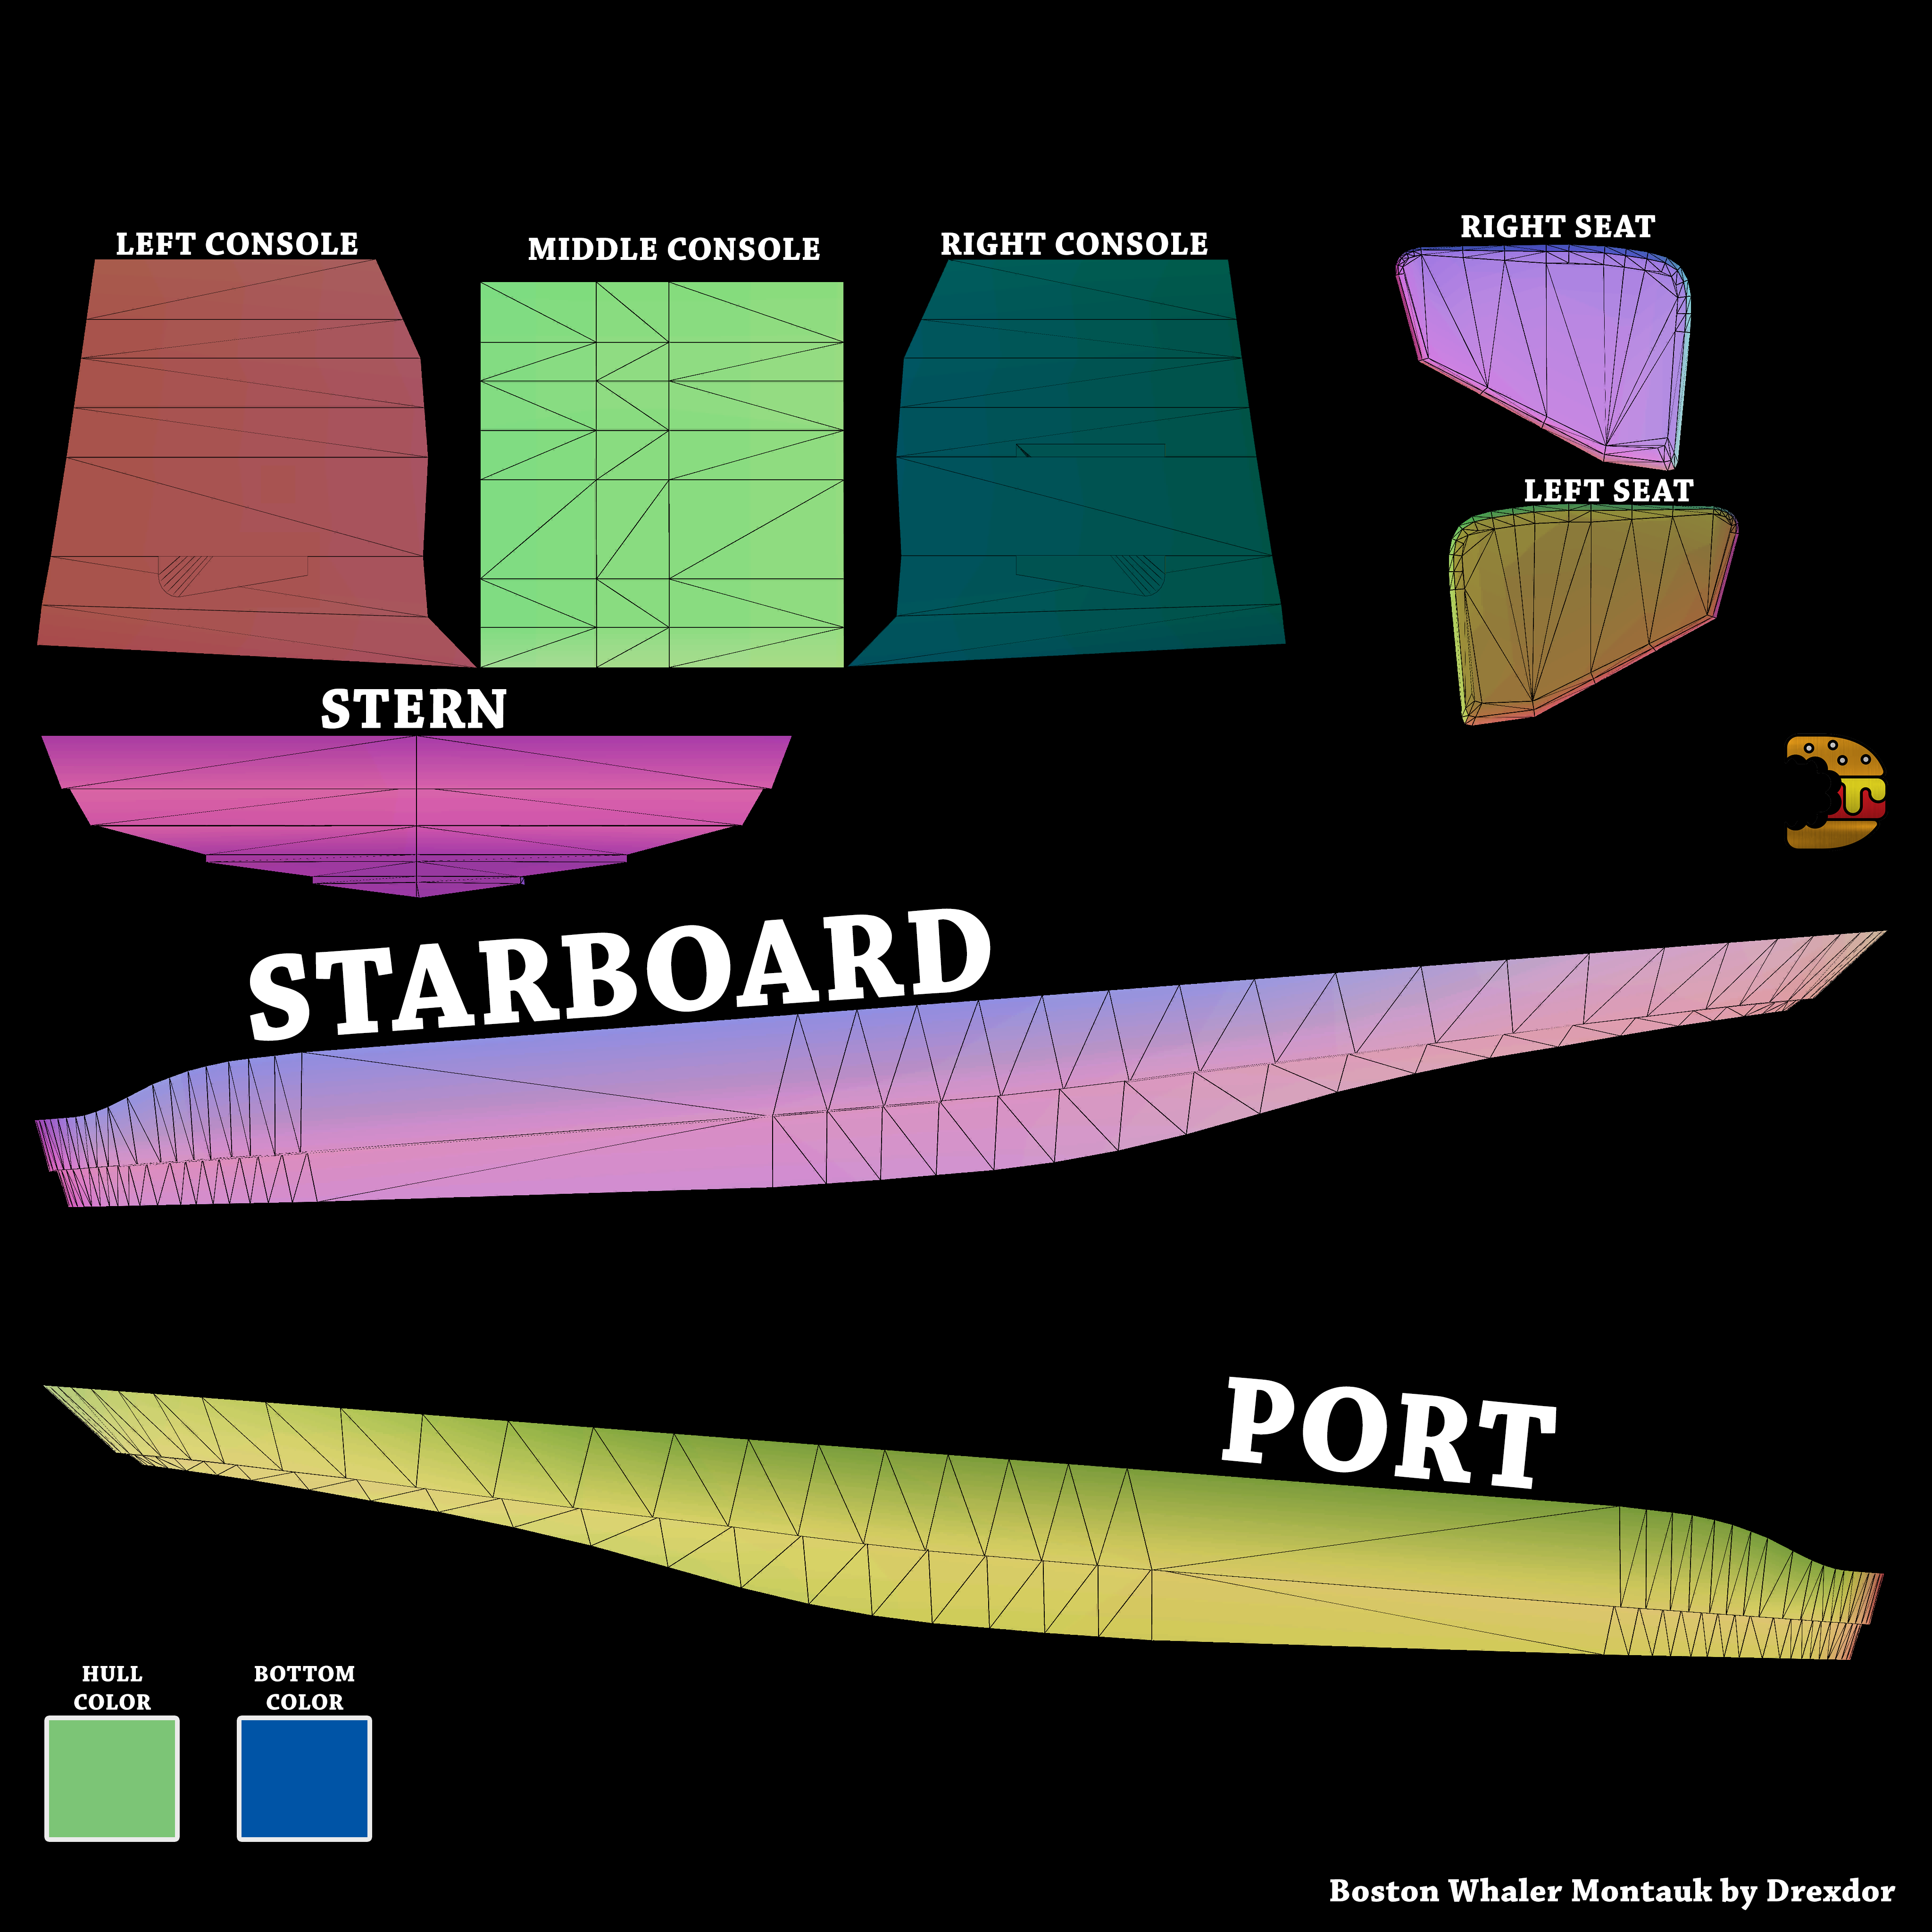 LEFT CONSOLE
MIDDLE CONSOLE
RIGHT CONSOLE
RIGHT SEAT
LEFT SEAT
STERN
STARBOARD
PORT
HULL
COLOR
BOTTOM
COLOR
Boston Whaler Montauk by Drexdor